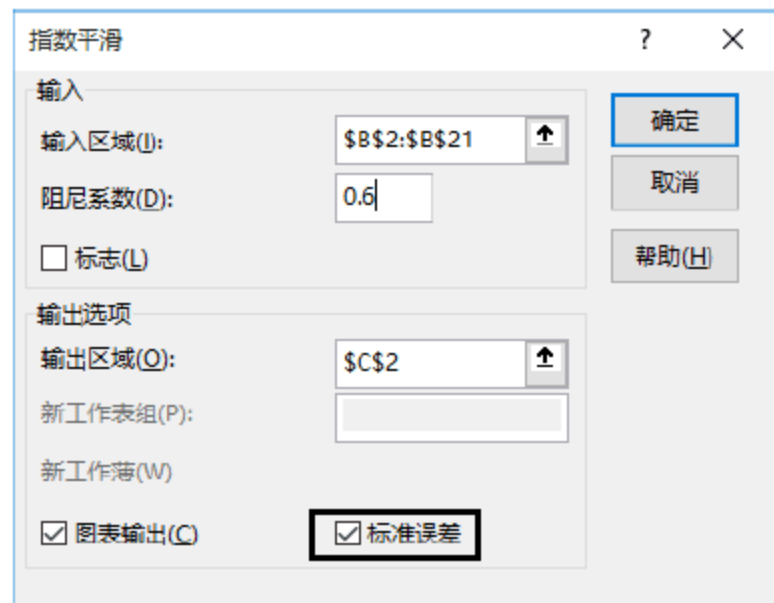 指数平滑 ?
输入
输入区域(I): $B$2:$B$21
阻尼系数(D): 0.6
标志(L)
确定
取消
帮助(H)
输出选项
输出区域(O): $C$2
新工作表组(P):
新工作薄(W)
图表输出(C) 标准误差